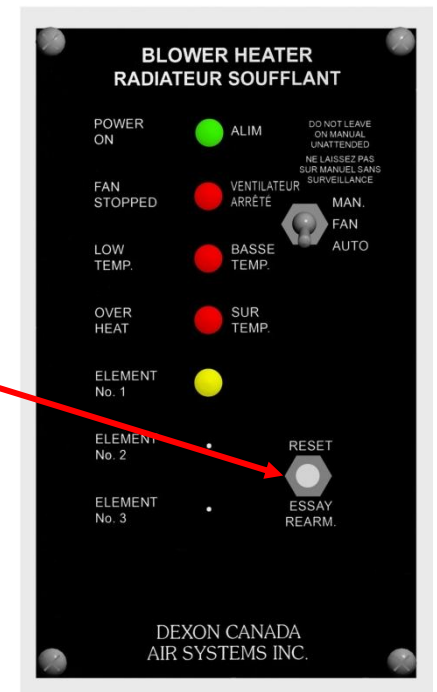 BLOWER HEATER
RADIATEUR SOUFFLANT
POWER
ON
ALIM
DO NOT LEAVE
ON MANUAL
UNATTENDED
NE LAISSEZ PAS
SUR MANUEL SANS
SURVEILLANCE
FAN
STOPPED
VENTILATEUR
ARRÊTÉ
MAN.
FAN
AUTO
LOW
TEMP.
BASSE
TEMP.
OVER
HEAT
SUR
TEMP.
ELEMENT
No. 1
ELEMENT
No. 2
RESET
ELEMENT
No. 3
ESSAY
REARM.
DEXON CANADA
AIR SYSTEMS INC.